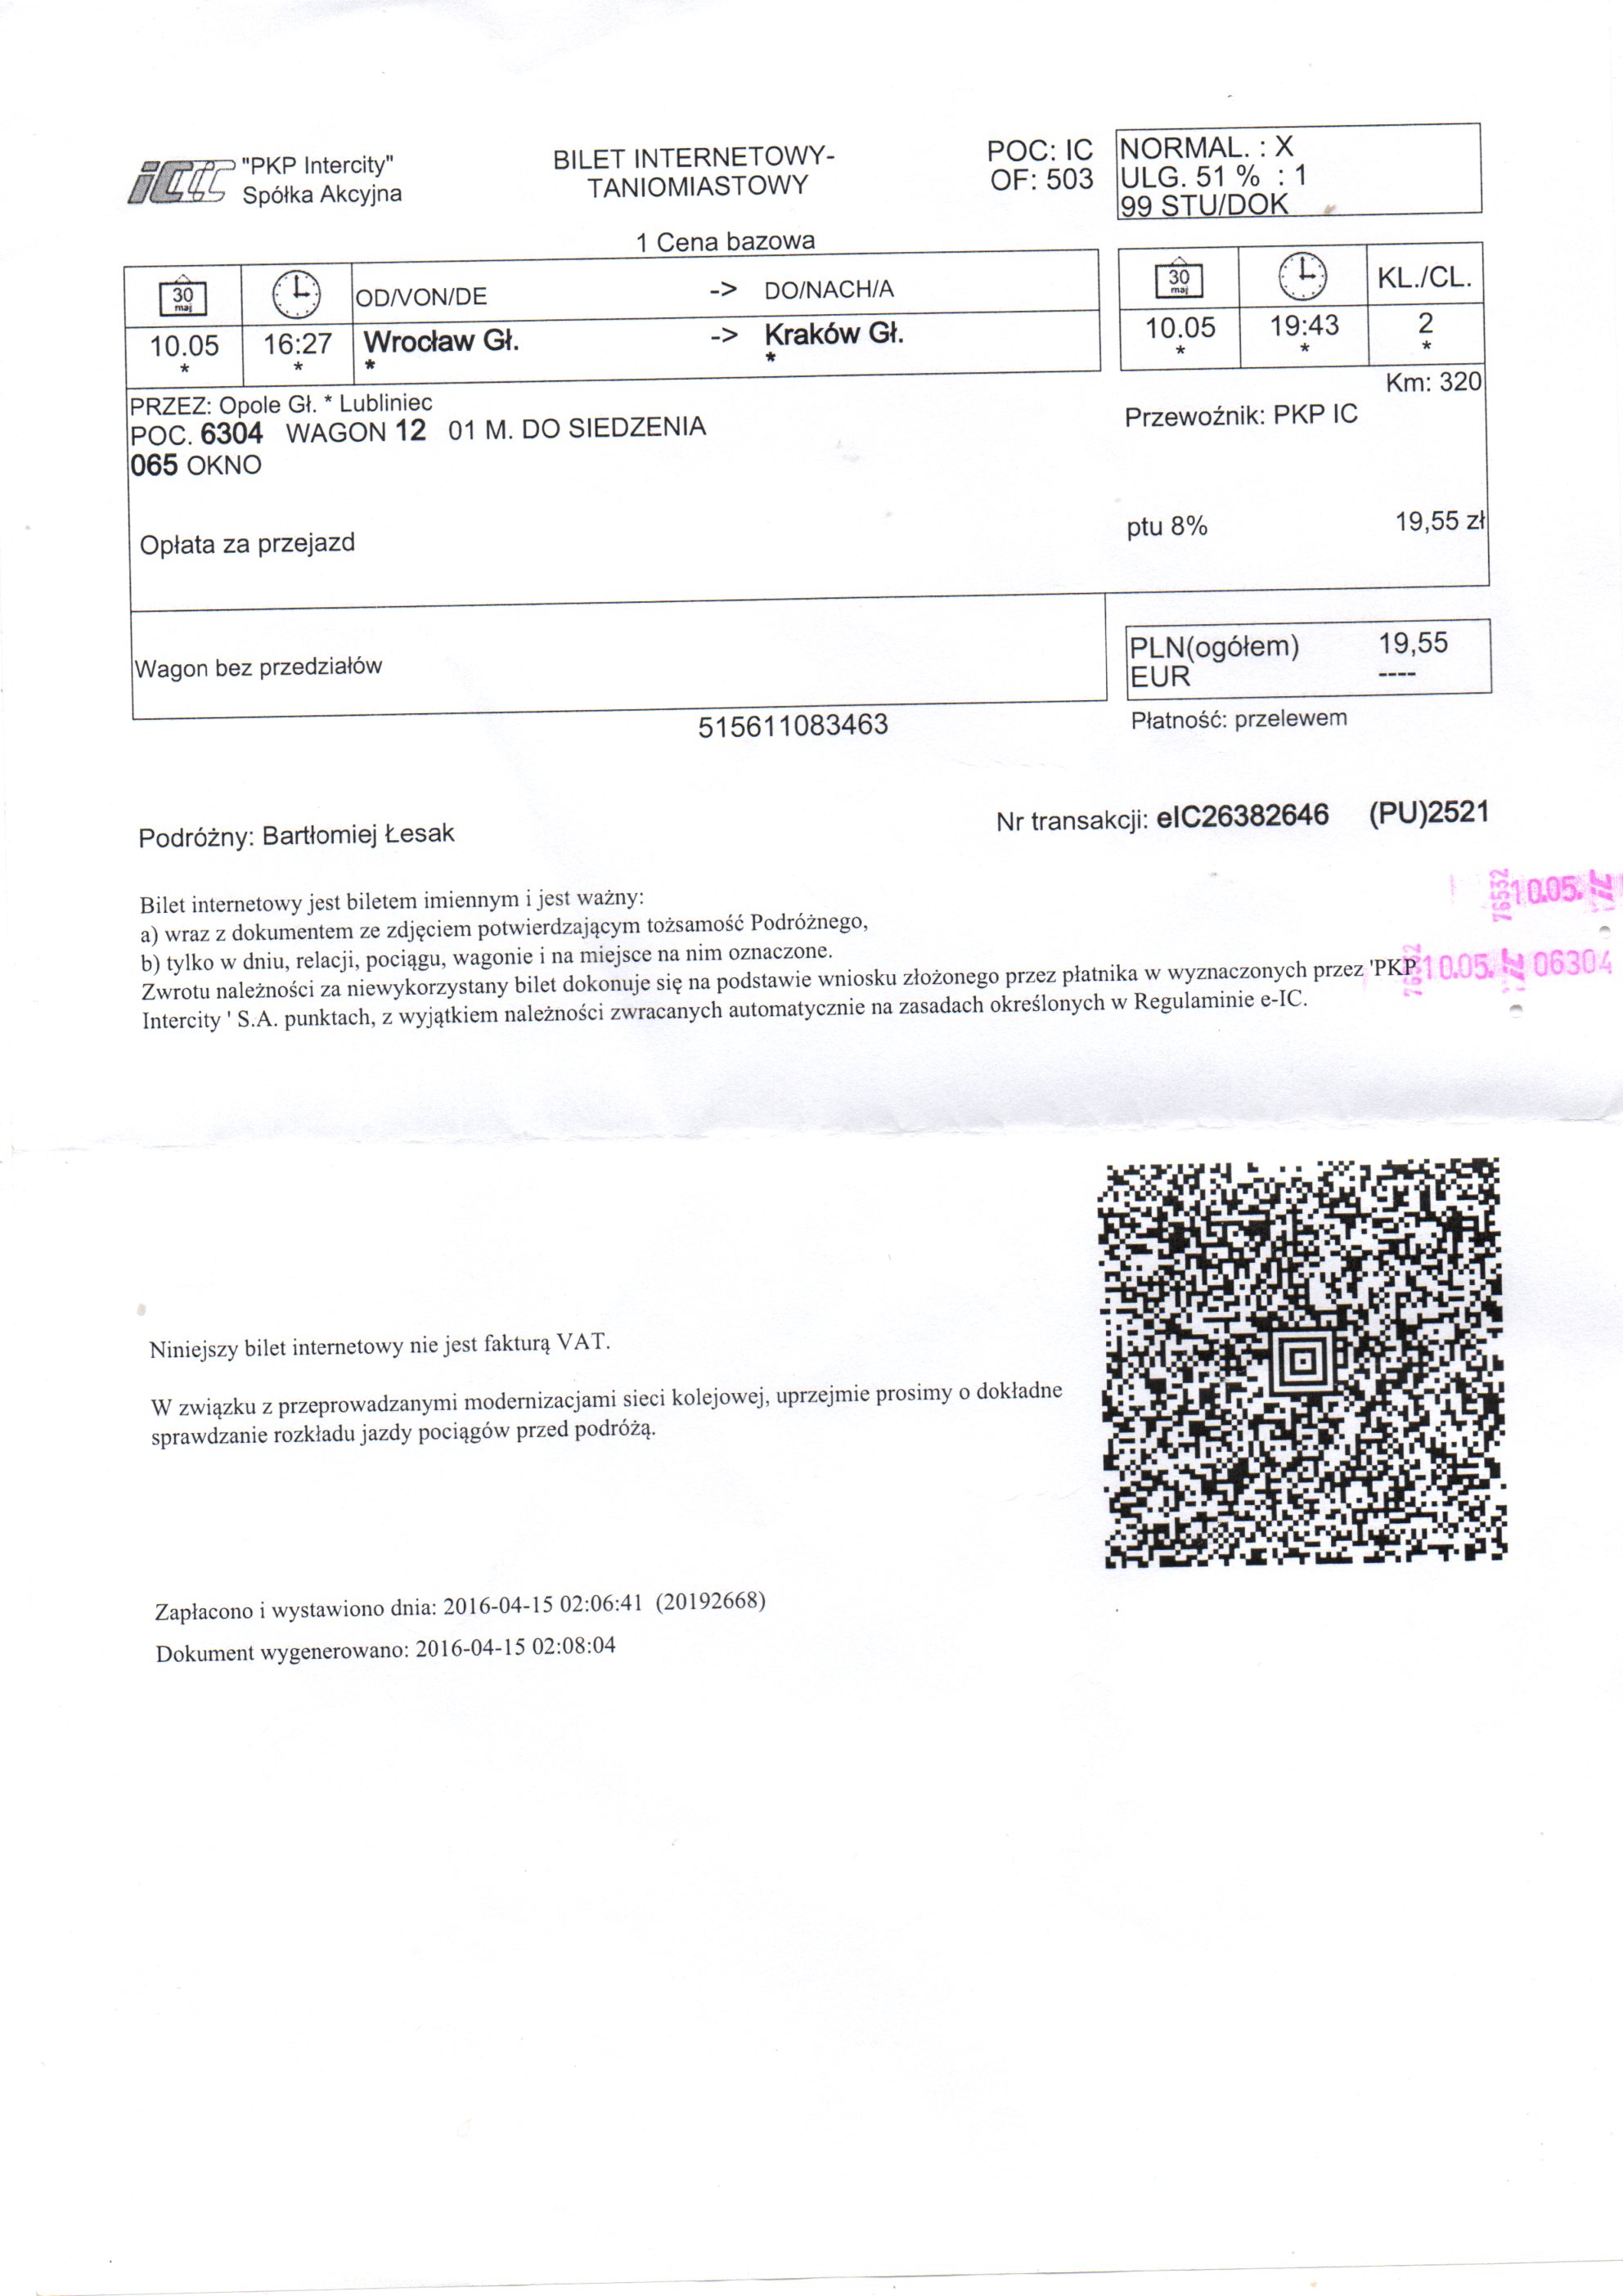 "PKP Intercity"
Spółka Akcyjna
BILET INTERNETOWY-
TANIOMIASTOWY
POC: IC
OF: 503
NORMAL. : X
ULG. 51 % : 1
99 STU/DOK
1 Cena bazowa
30 maj
OD/VON/DE -> DO/NACH/A
30 maj
KL./CL.
10.05 16:27 Wrocław Gł. -> Kraków Gł. 10.05 19:43 2
* * * * * * *
PRZEZ: Opole Gł. * Lubliniec
Km: 320
POC. 6304 WAGON 12 01 M. DO SIEDZENIA
Przewoźnik: PKP IC
065 OKNO
Opłata za przejazd ptu 8% 19,55 zł
Wagon bez przedziałów
PLN(ogółem) 19,55
EUR ----
515611083463
Płatność: przelewem
Podróżny: Bartłomiej Łesak
Nr transakcji: eIC26382646 (PU)2521
Bilet internetowy jest biletem imiennym i jest ważny:
a) wraz z dokumentem ze zdjęciem potwierdzającym tożsamość Podróżnego,
b) tylko w dniu, relacji, pociągu, wagonie i na miejsce na nim oznaczone.
Zwrotu należności za niewykorzystany bilet dokonuje się na podstawie wniosku złożonego przez płatnika w wyznaczonych przez 'PKP
Intercity ' S.A. punktach, z wyjątkiem należności zwracanych automatycznie na zasadach określonych w Regulaminie e-IC.
76532 10.05. IC
76532 10.05. IC 06304
Niniejszy bilet internetowy nie jest fakturą VAT.
W związku z przeprowadzanymi modernizacjami sieci kolejowej, uprzejmie prosimy o dokładne
sprawdzanie rozkładu jazdy pociągów przed podróżą.
Zapłacono i wystawiono dnia: 2016-04-15 02:06:41 (20192668)
Dokument wygenerowano: 2016-04-15 02:08:04